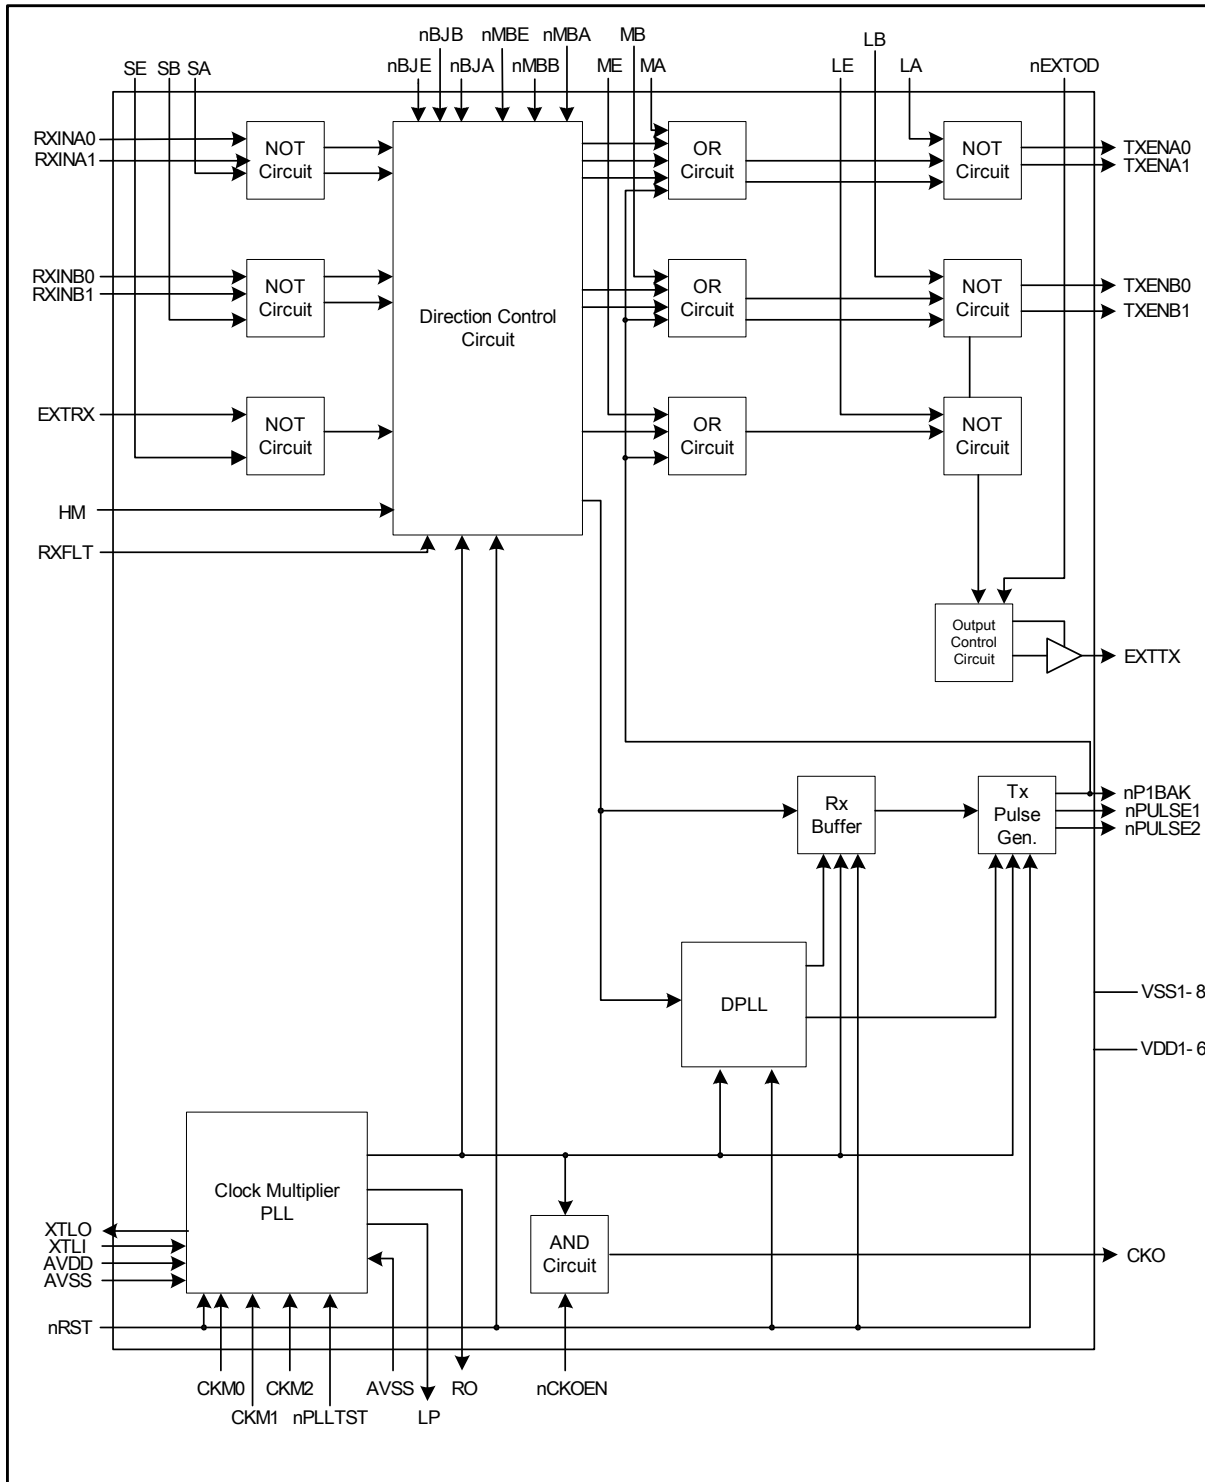 nBJB nMBE nMBA MB LB
SE SB SA nBJE nBJA nMBB ME MA LE LA nEXTOD
RXINA0
RXINA1
NOT
Circuit
OR
Circuit
NOT
Circuit
TXENA0
TXENA1
RXINB0
RXINB1
NOT
Circuit
Direction Control
Circuit
OR
Circuit
NOT
Circuit
TXENB0
TXENB1
EXTRX
NOT
Circuit
OR
Circuit
NOT
Circuit
HM
RXFLT
Output
Control
Circuit
EXTTX
Rx
Buffer
Tx
Pulse
Gen.
nP1BAK
nPULSE1
nPULSE2
DPLL
VSS1- 8
VDD1- 6
Clock Multiplier
PLL
XTLO
XTLI
AVDD
AVSS
AND
Circuit
CKO
nRST
CKM0 CKM2 AVSS RO nCKOEN
CKM1 nPLLTST LP